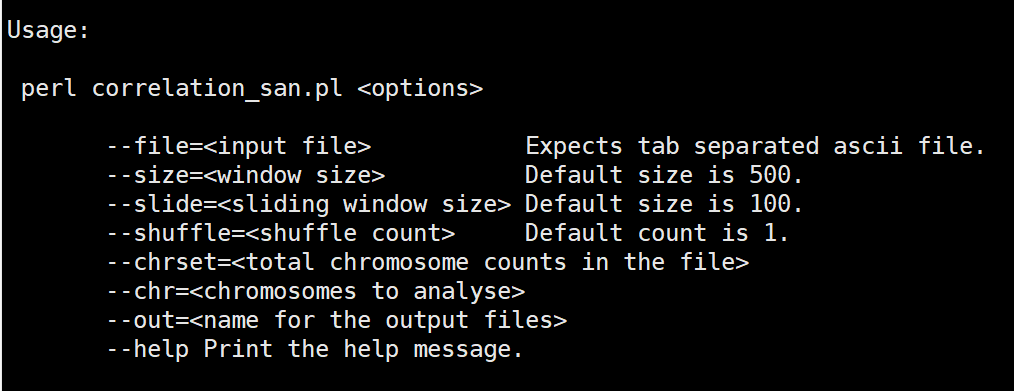 Usage:
perl correlation_san.pl <options>
--file=<input file> Expects tab separated ascii file.
--size=<window size> Default size is 500.
--slide=<sliding window size> Default size is 100.
--shuffle=<shuffle count> Default count is 1.
--chrset=<total chromosome counts in the file>
--chr=<chromosomes to analyse>
--out=<name for the output files>
--help Print the help message.